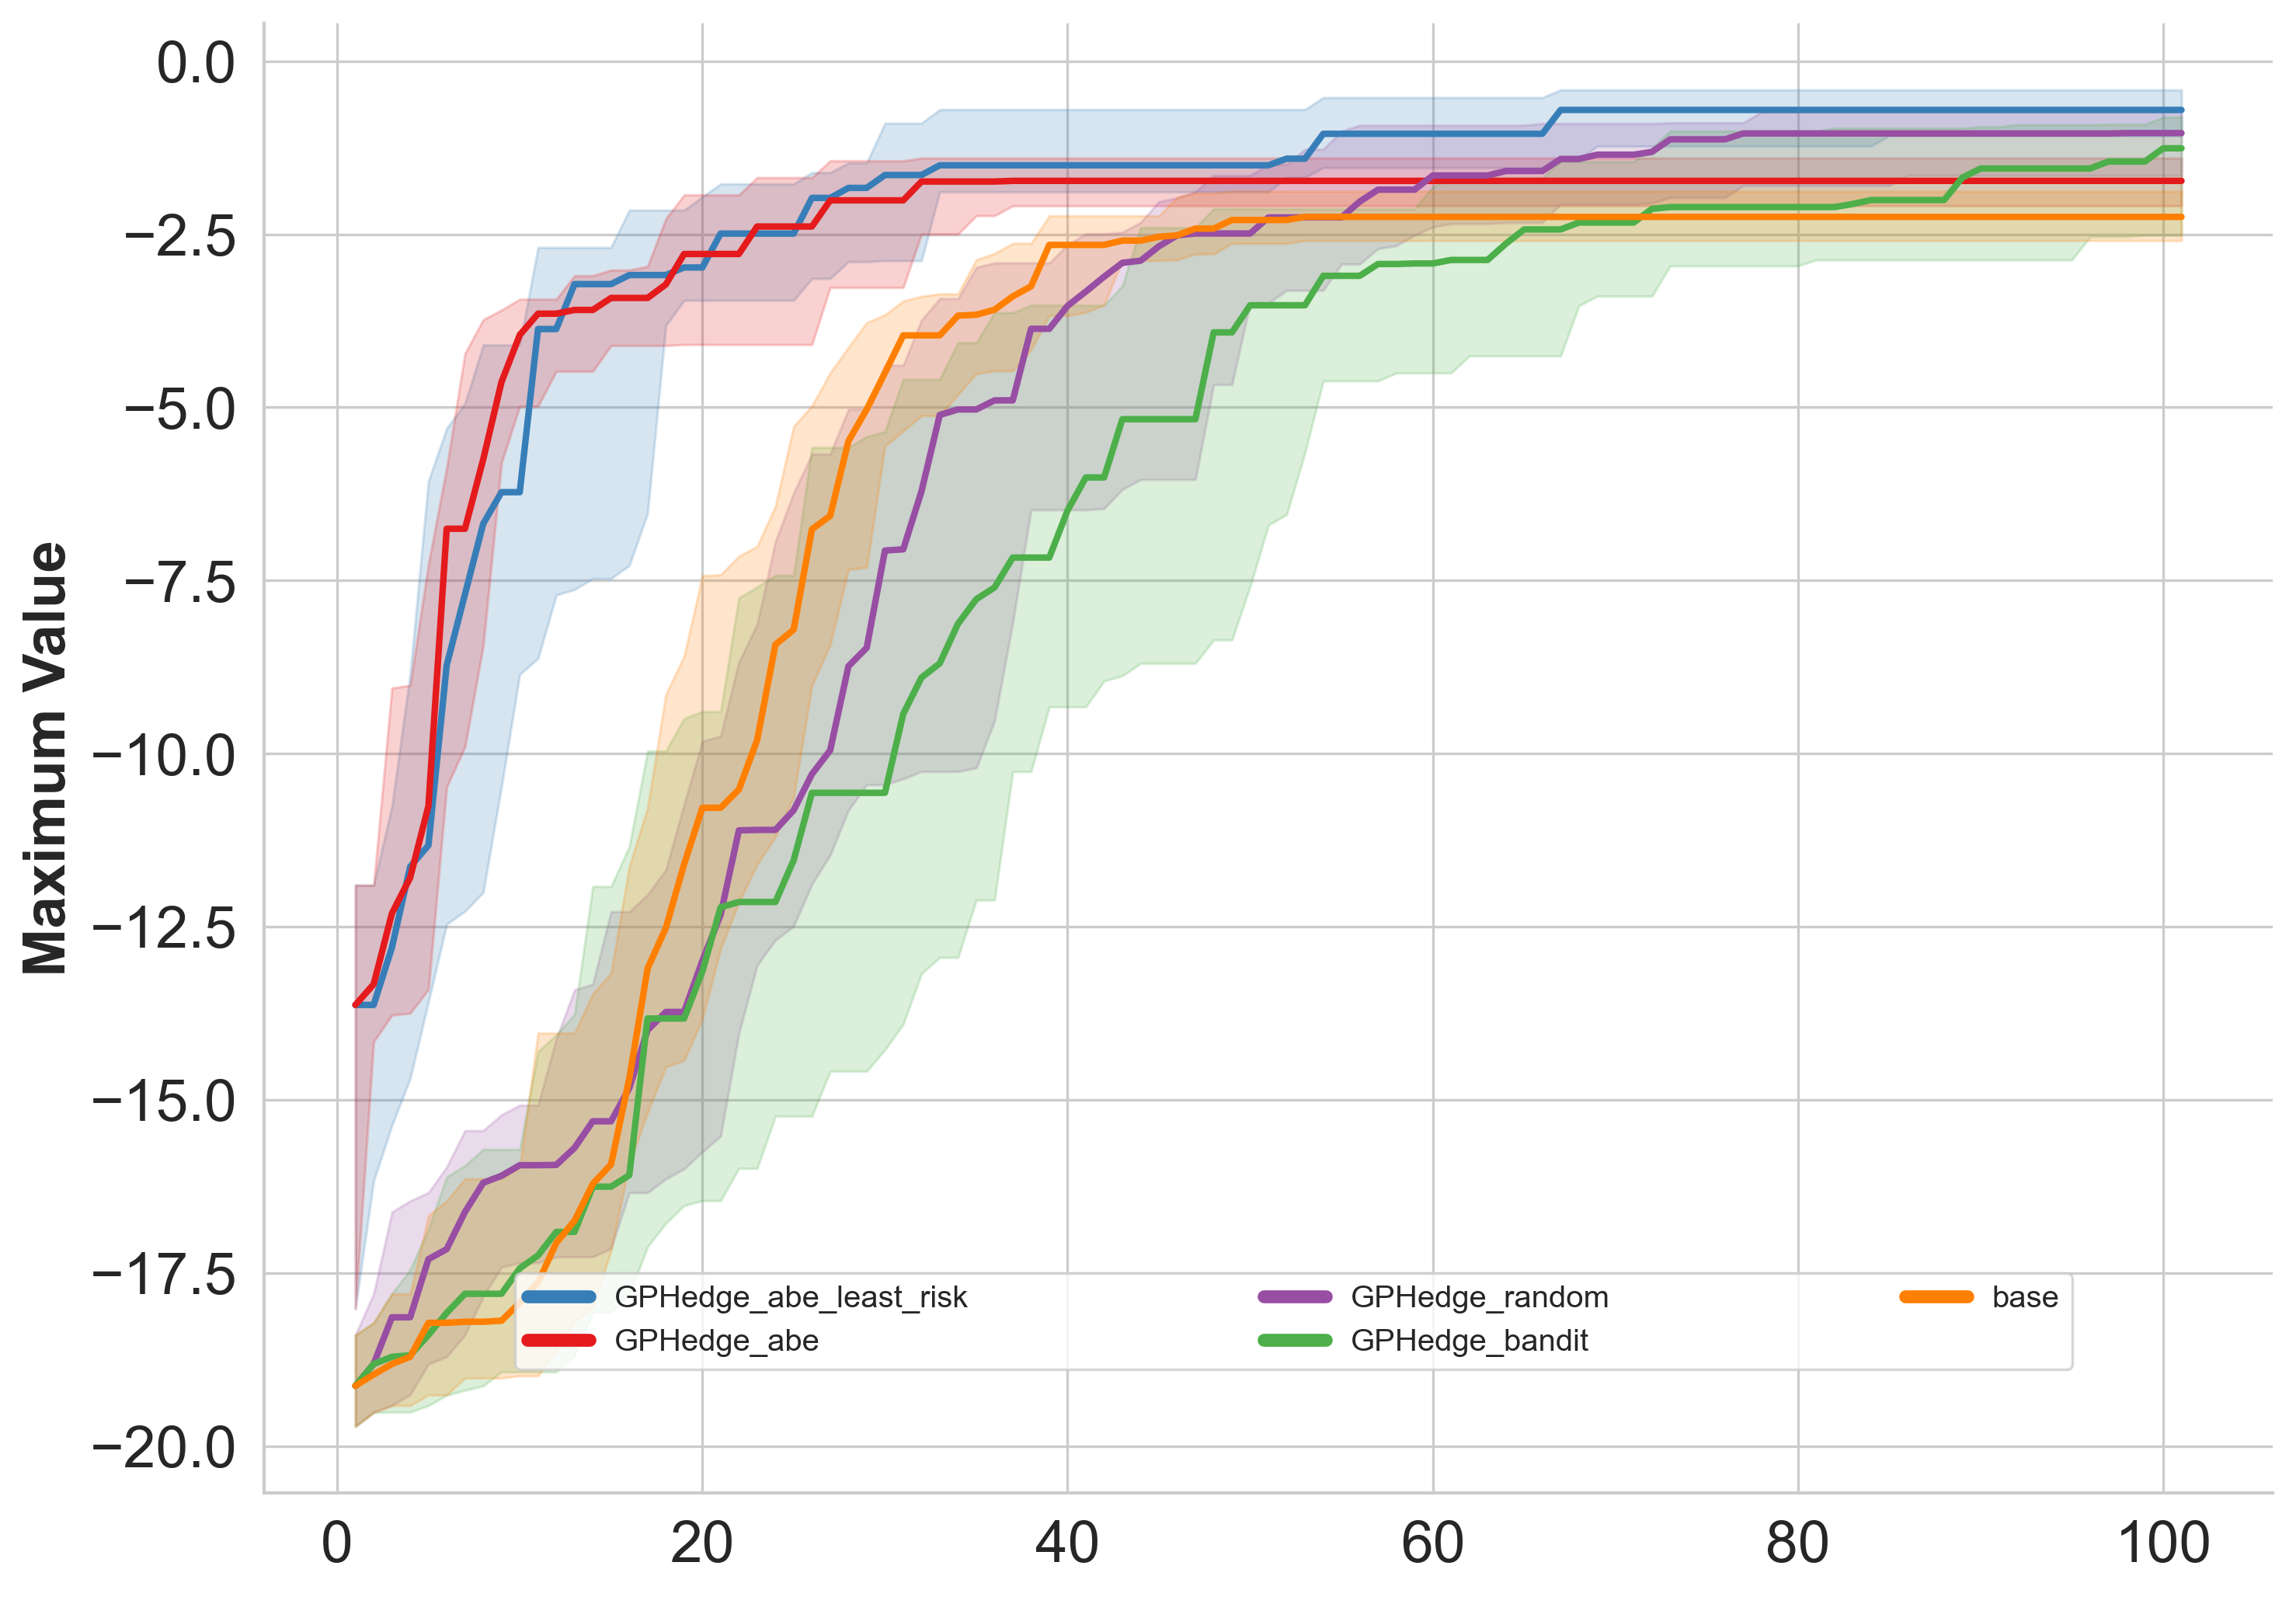 Maximum Value
0.0
−2.5
−5.0
−7.5
−10.0
−12.5
−15.0
−17.5
−20.0
GPHedge_abe_least_risk
GPHedge_abe
GPHedge_random
GPHedge_bandit
base
0 20 40 60 80 100